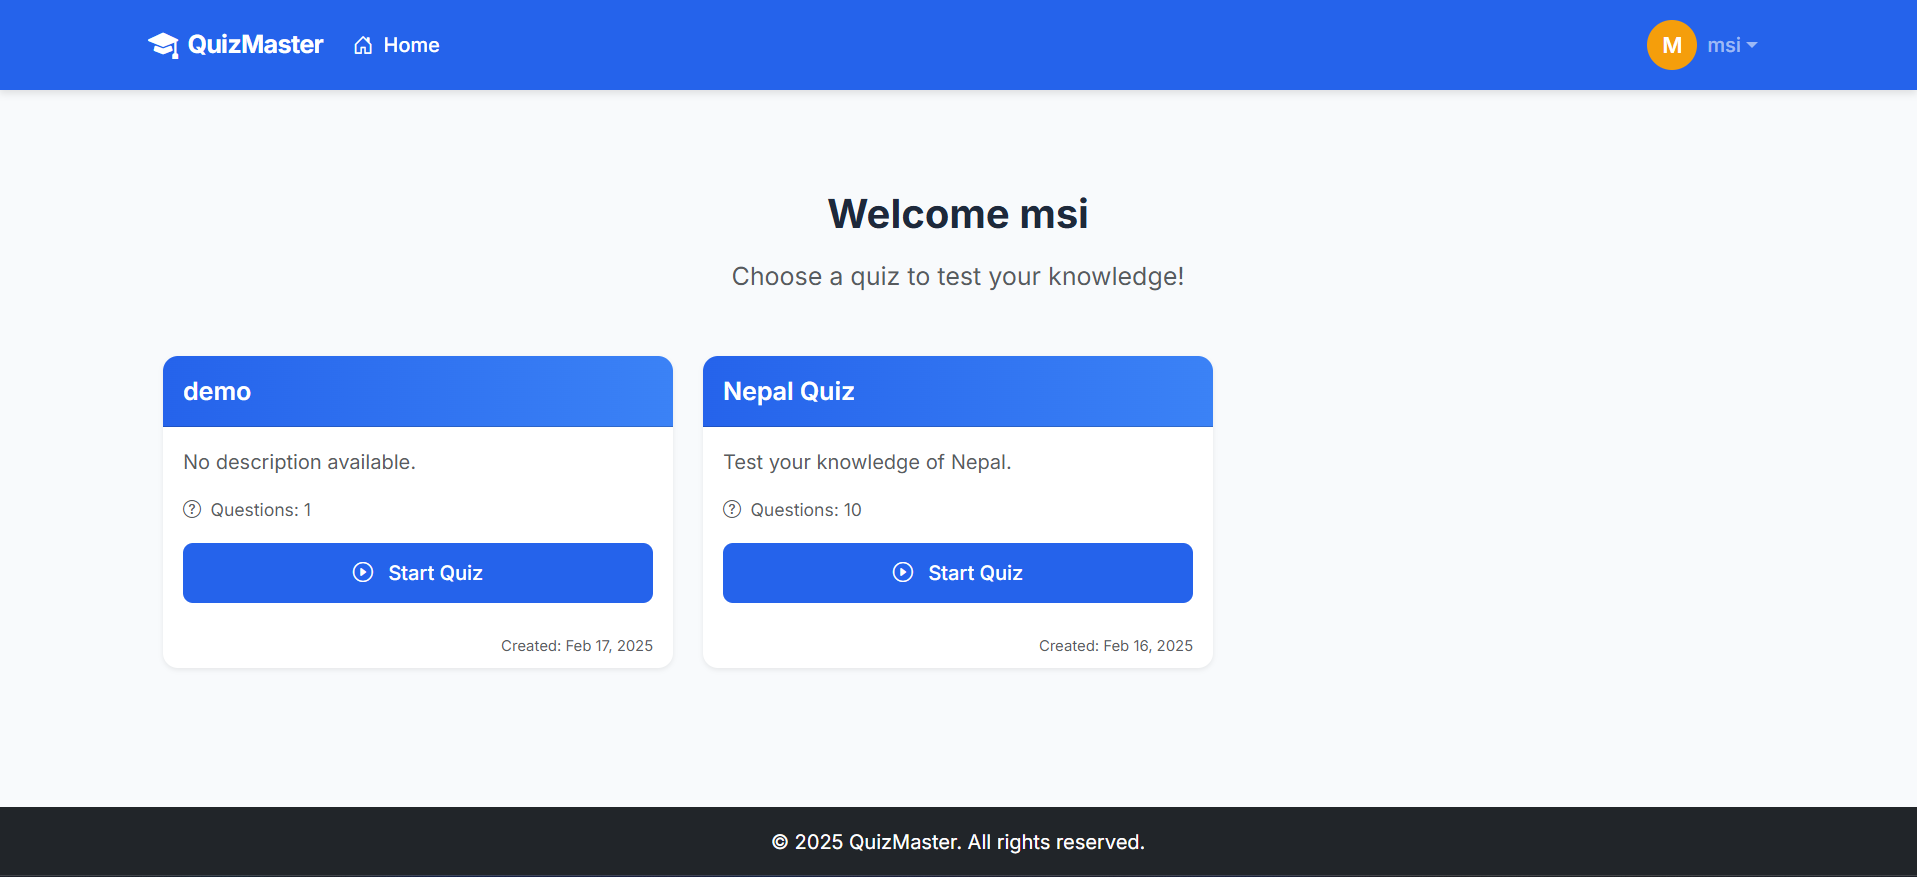 QuizMaster Home M msi
Welcome msi
Choose a quiz to test your knowledge!
demo
No description available.
Questions: 1
Start Quiz
Created: Feb 17, 2025
Nepal Quiz
Test your knowledge of Nepal.
Questions: 10
Start Quiz
Created: Feb 16, 2025
© 2025 QuizMaster. All rights reserved.